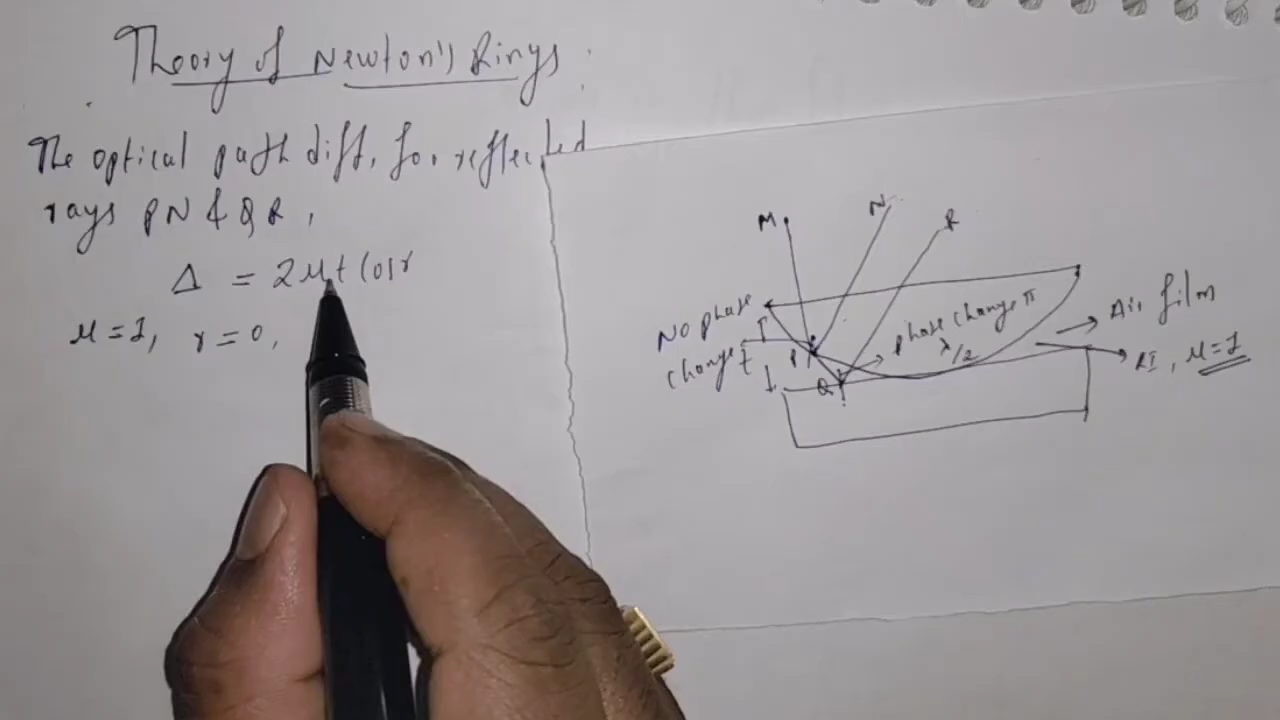 Theory of Newton's Rings
The optical path diff, for reflected
rays PN & QR,
Δ = 2μt cosr
μ = 1, r = 0,
M
N
R
No phase
change
t
P
Q
phase change π
λ/2
Air film
RI, μ=1